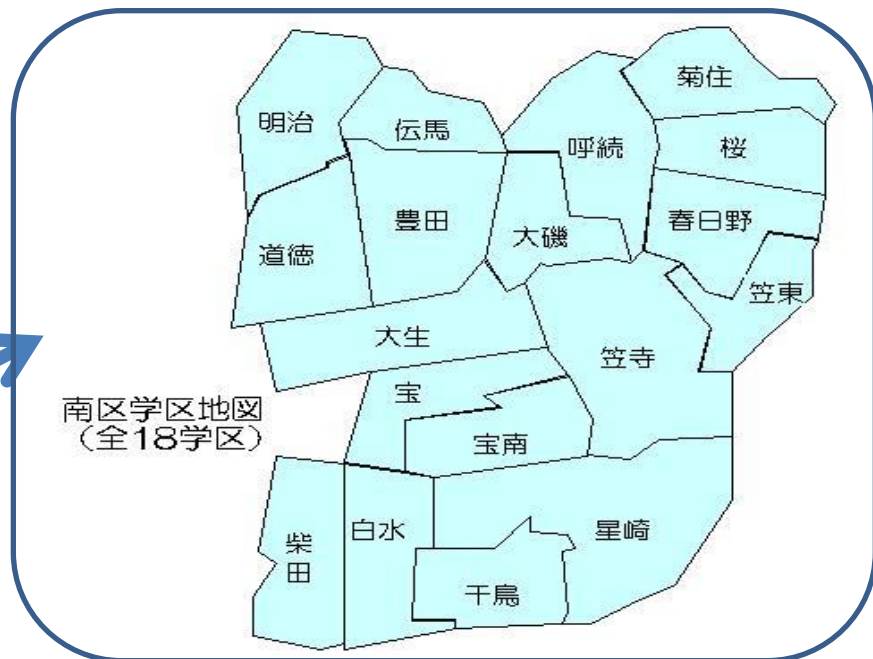 菊住
明治
伝馬
呼続
桜
豊田
大磯
春日野
道徳
笠東
大生
笠寺
宝
南区学区地図
(全18学区)
宝南
白水
星崎
柴田
千鳥